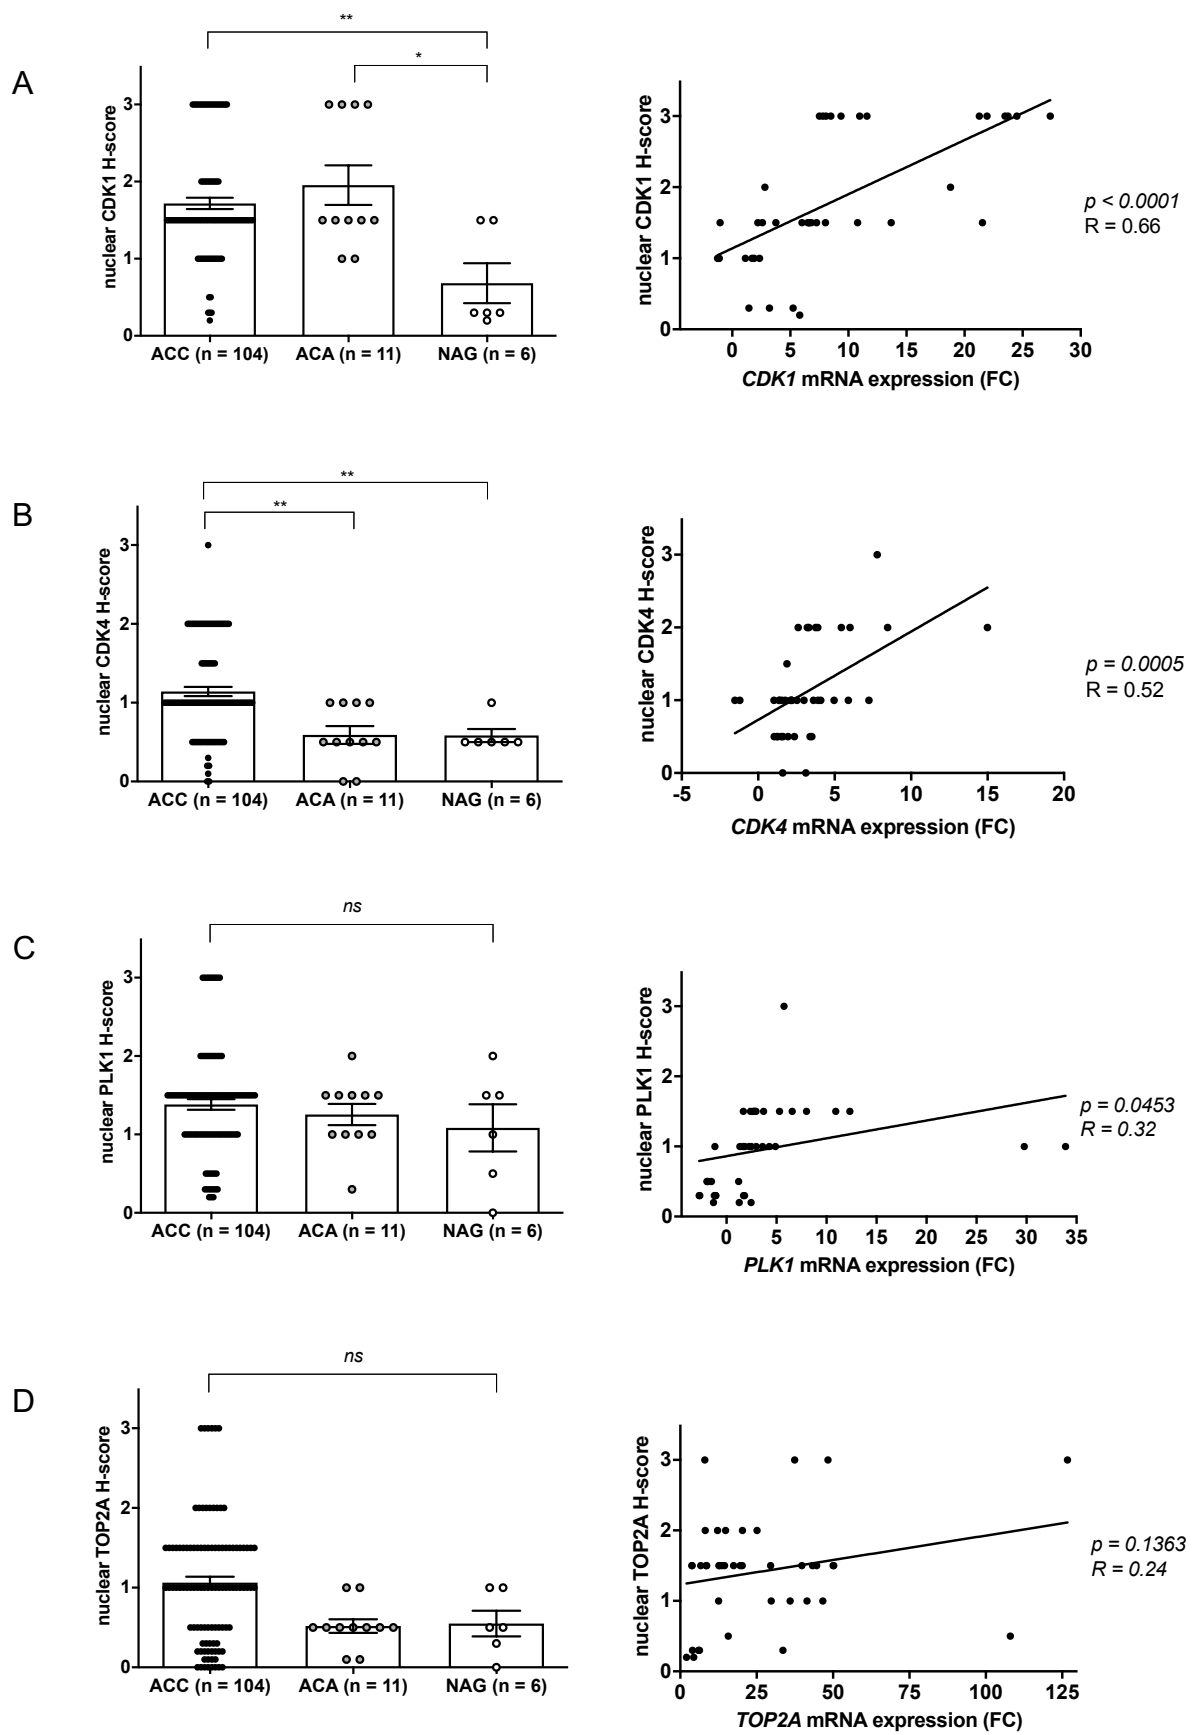 A
**
*
nuclear CDK1 H-score
3
2
1
0
ACC (n = 104) ACA (n = 11) NAG (n = 6)
nuclear CDK1 H-score
3
2
1
0
0 5 10 15 20 25 30
CDK1 mRNA expression (FC)
p < 0.0001
R = 0.66
B
**
**
nuclear CDK4 H-score
3
2
1
0
ACC (n = 104) ACA (n = 11) NAG (n = 6)
nuclear CDK4 H-score
3
2
1
0
-5 0 5 10 15 20
CDK4 mRNA expression (FC)
p = 0.0005
R = 0.52
C
ns
nuclear PLK1 H-score
3
2
1
0
ACC (n = 104) ACA (n = 11) NAG (n = 6)
nuclear PLK1 H-score
3
2
1
0
0 5 10 15 20 25 30 35
PLK1 mRNA expression (FC)
p = 0.0453
R = 0.32
D
ns
nuclear TOP2A H-score
3
2
1
0
ACC (n = 104) ACA (n = 11) NAG (n = 6)
nuclear TOP2A H-score
3
2
1
0
0 25 50 75 100 125
TOP2A mRNA expression (FC)
p = 0.1363
R = 0.24